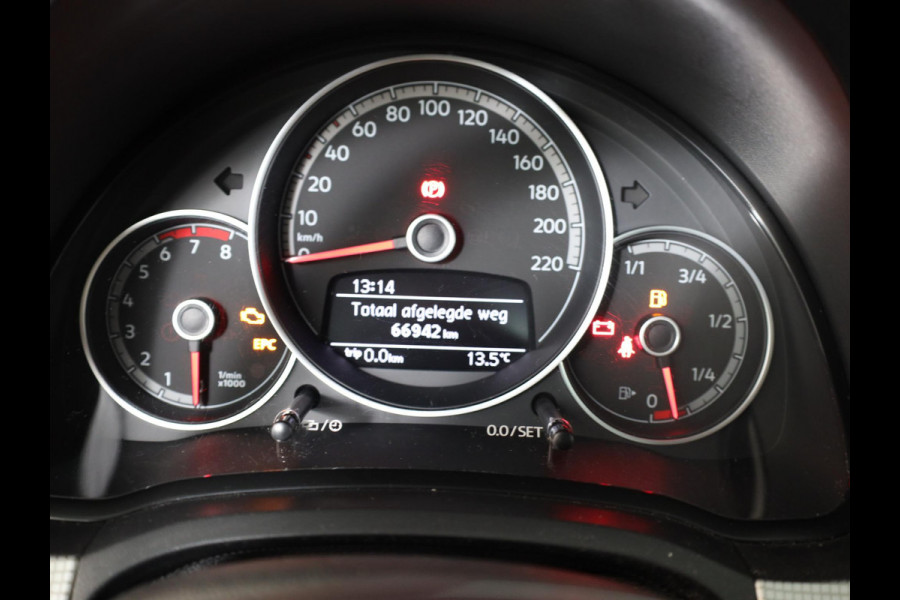 100
80
120
60
140
40
160
20
180
10
200
km/h
0
220
13:14
Totaal afgelegde weg
66942 km
trip 0.0 km
13.5°C
1
2
3
4
5
6
7
8
EPC
1/min
x1000
1/1
3/4
1/2
1/4
0
P
0.0/SET